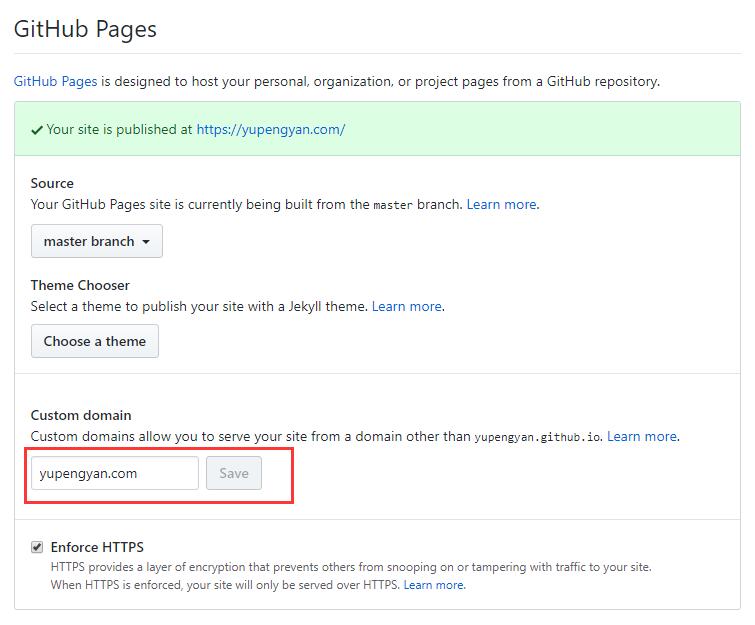 GitHub Pages
GitHub Pages is designed to host your personal, organization, or project pages from a GitHub repository.
Your site is published at https://yupengyan.com/
Source
Your GitHub Pages site is currently being built from the master branch. Learn more.
master branch
Theme Chooser
Select a theme to publish your site with a Jekyll theme. Learn more.
Choose a theme
Custom domain
Custom domains allow you to serve your site from a domain other than yupengyan.github.io. Learn more.
yupengyan.com Save
Enforce HTTPS
HTTPS provides a layer of encryption that prevents others from snooping on or tampering with traffic to your site.
When HTTPS is enforced, your site will only be served over HTTPS. Learn more.